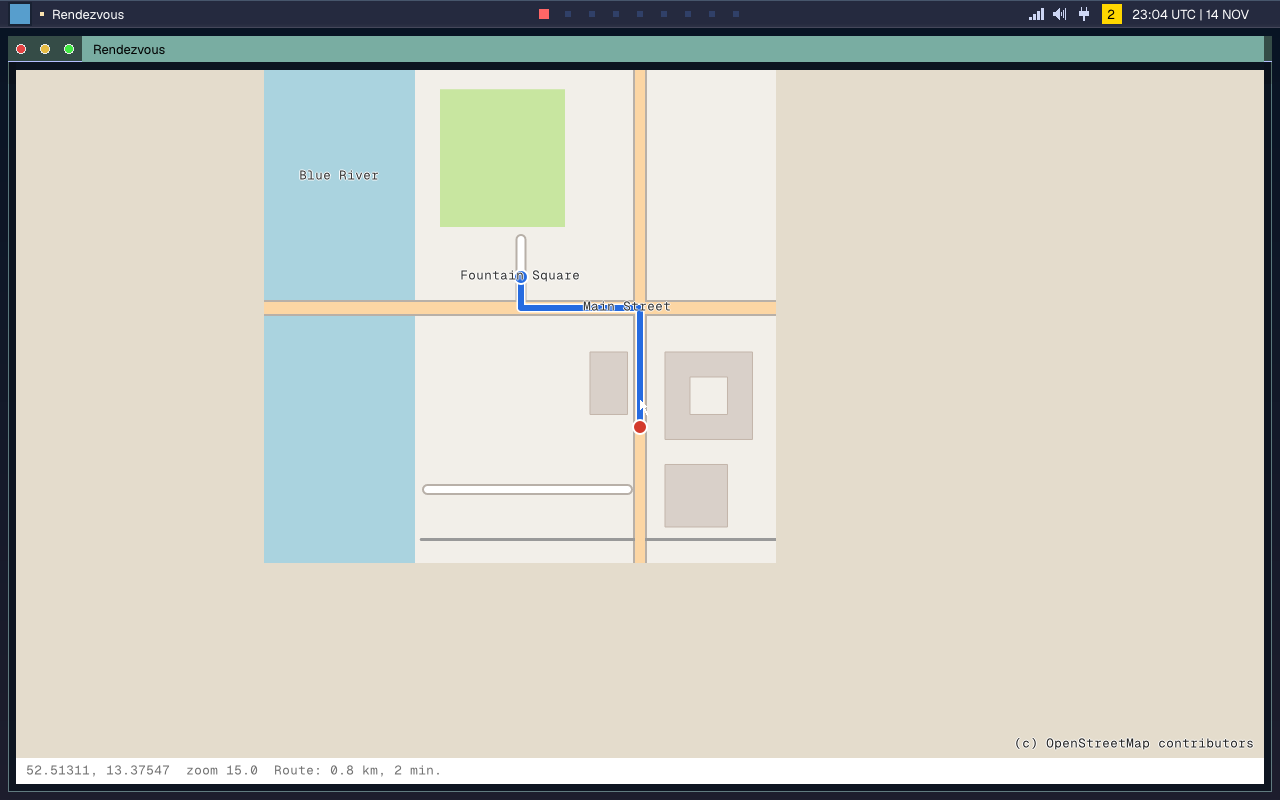 Rendezvous
2
23:04 UTC | 14 NOV
Rendezvous
Blue River
Fountain Square
Main Street
(c) OpenStreetMap contributors
52.51311, 13.37547  zoom 15.0  Route: 0.8 km, 2 min.